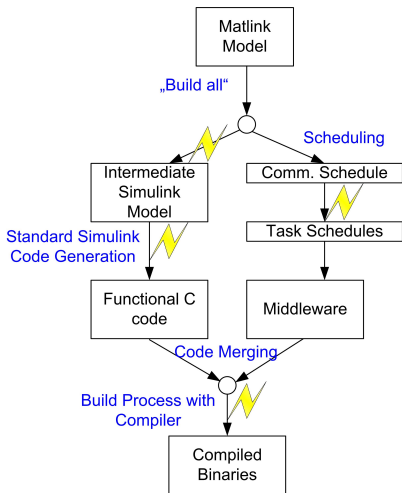 Matlink
Model
„Build all“
Scheduling
Intermediate
Simulink
Model
Comm. Schedule
Task Schedules
Standard Simulink
Code Generation
Functional C
code
Middleware
Code Merging
Build Process with
Compiler
Compiled
Binaries